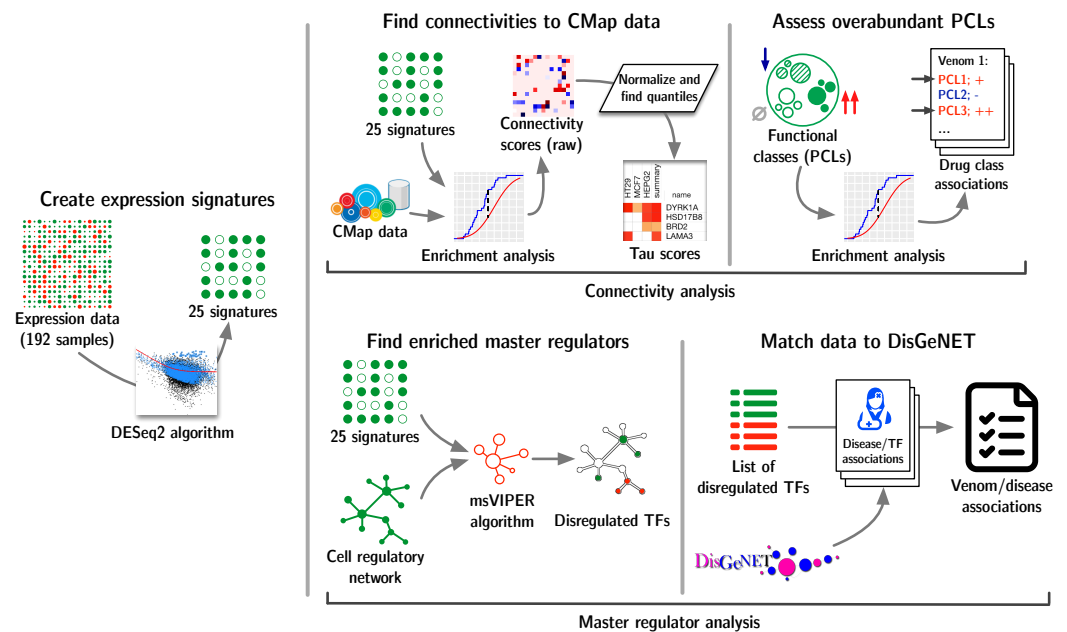 Create expression signatures
Expression data
(192 samples)
25 signatures
DESeq2 algorithm
Find connectivities to CMap data
25 signatures
CMap data
Enrichment analysis
Connectivity
scores (raw)
Normalize and
find quantiles
HT29
MCF7
HEPG2
summary
name
DYRK1A
HSD17B8
BRD2
LAMA3
Tau scores
Assess overabundant PCLs
Ø
Functional
classes (PCLs)
Enrichment analysis
Venom 1:
PCL1; +
PCL2; -
PCL3; ++
...
Drug class
associations
Connectivity analysis
Find enriched master regulators
25 signatures
Cell regulatory
network
msVIPER
algorithm
Disregulated TFs
Match data to DisGeNET
List of
disregulated TFs
Disease/TF
associations
DisGeNET
Venom/disease
associations
Master regulator analysis